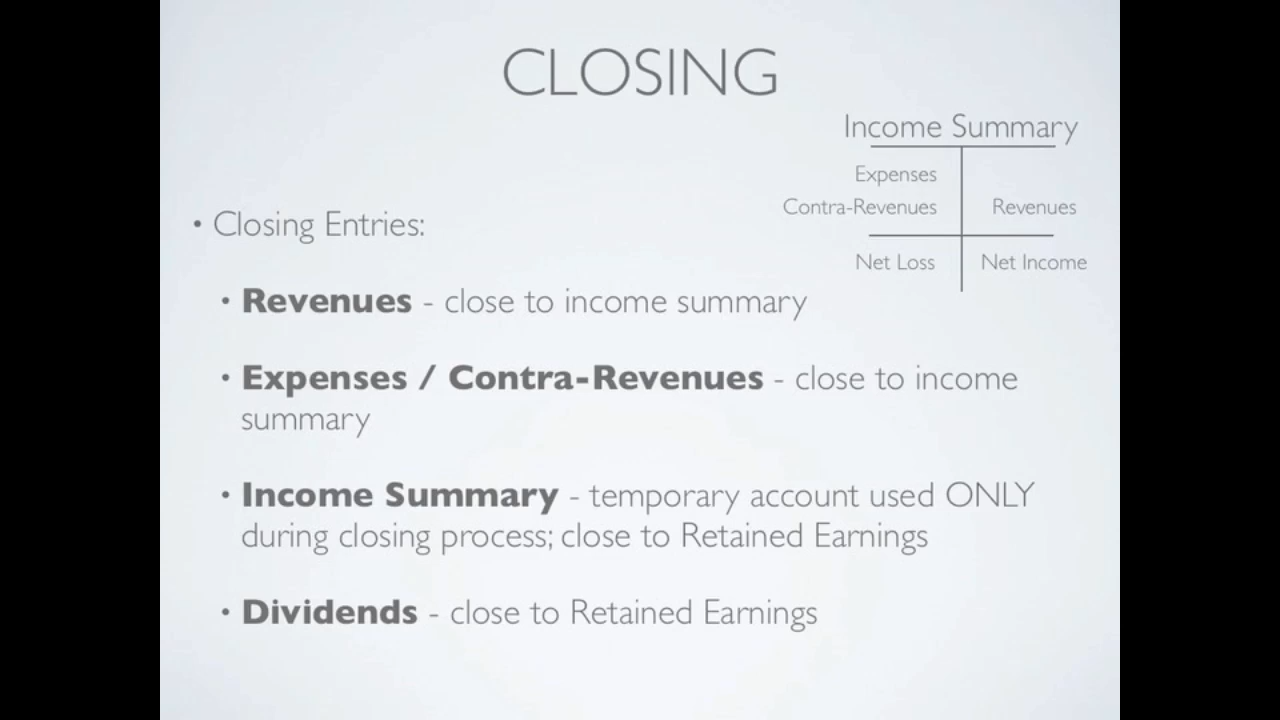 CLOSING
Income Summary
Expenses
Contra-Revenues
Revenues
Net Loss
Net Income
• Closing Entries:
• Revenues - close to income summary
• Expenses / Contra-Revenues - close to income
summary
• Income Summary - temporary account used ONLY
during closing process; close to Retained Earnings
• Dividends - close to Retained Earnings